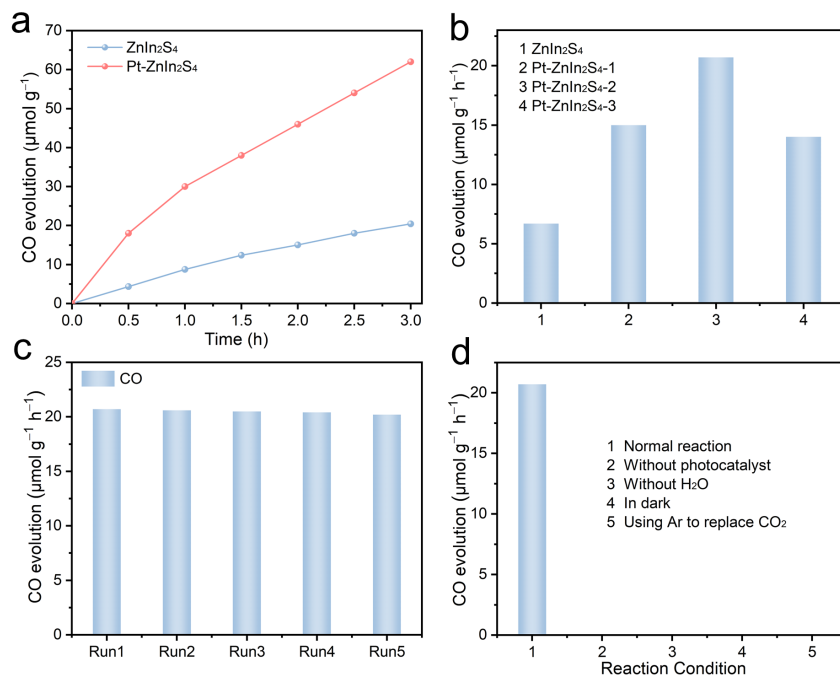 a
CO evolution (μmol g⁻¹)
70
60
50
40
30
20
10
0
ZnIn₂S₄
Pt-ZnIn₂S₄
0.0 0.5 1.0 1.5 2.0 2.5 3.0
Time (h)
b
CO evolution (μmol g⁻¹ h⁻¹)
20
15
10
5
0
1 ZnIn₂S₄
2 Pt-ZnIn₂S₄-1
3 Pt-ZnIn₂S₄-2
4 Pt-ZnIn₂S₄-3
1 2 3 4
c
CO evolution (μmol g⁻¹ h⁻¹)
25
20
15
10
5
0
CO
Run1 Run2 Run3 Run4 Run5
d
CO evolution (μmol g⁻¹ h⁻¹)
20
15
10
5
0
1 Normal reaction
2 Without photocatalyst
3 Without H₂O
4 In dark
5 Using Ar to replace CO₂
1 2 3 4 5
Reaction Condition